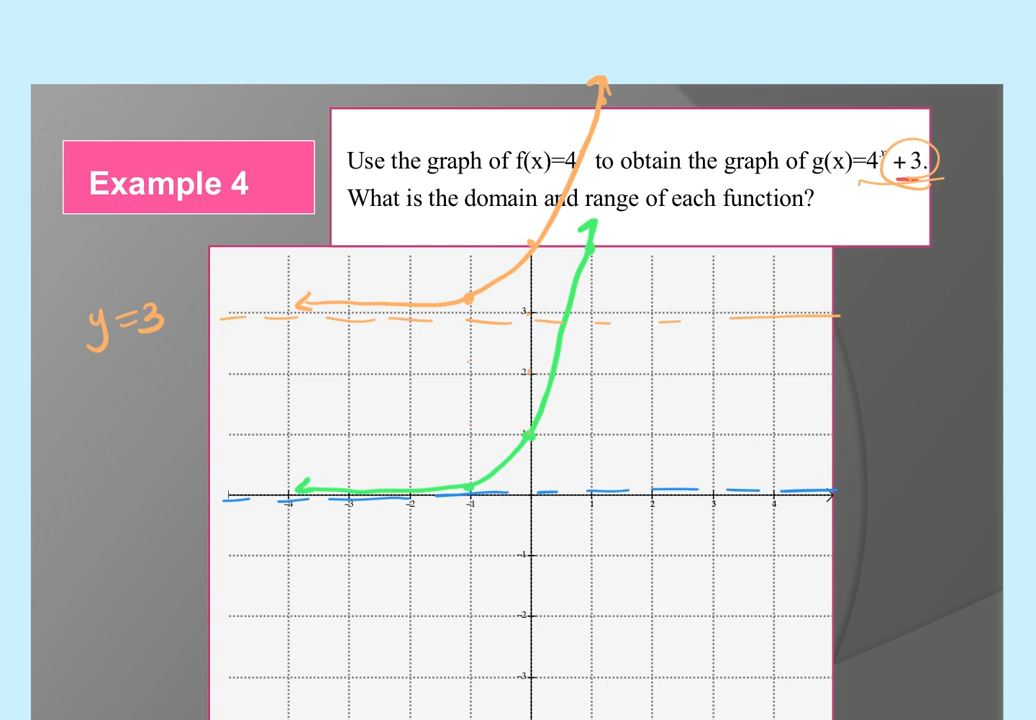 Example 4
Use the graph of f(x)=4 to obtain the graph of g(x)=4ˣ + 3.
What is the domain and range of each function?
y=3
3
2
1
-4 -3 -2 -1 1 2 3 4
-1
-2
-3